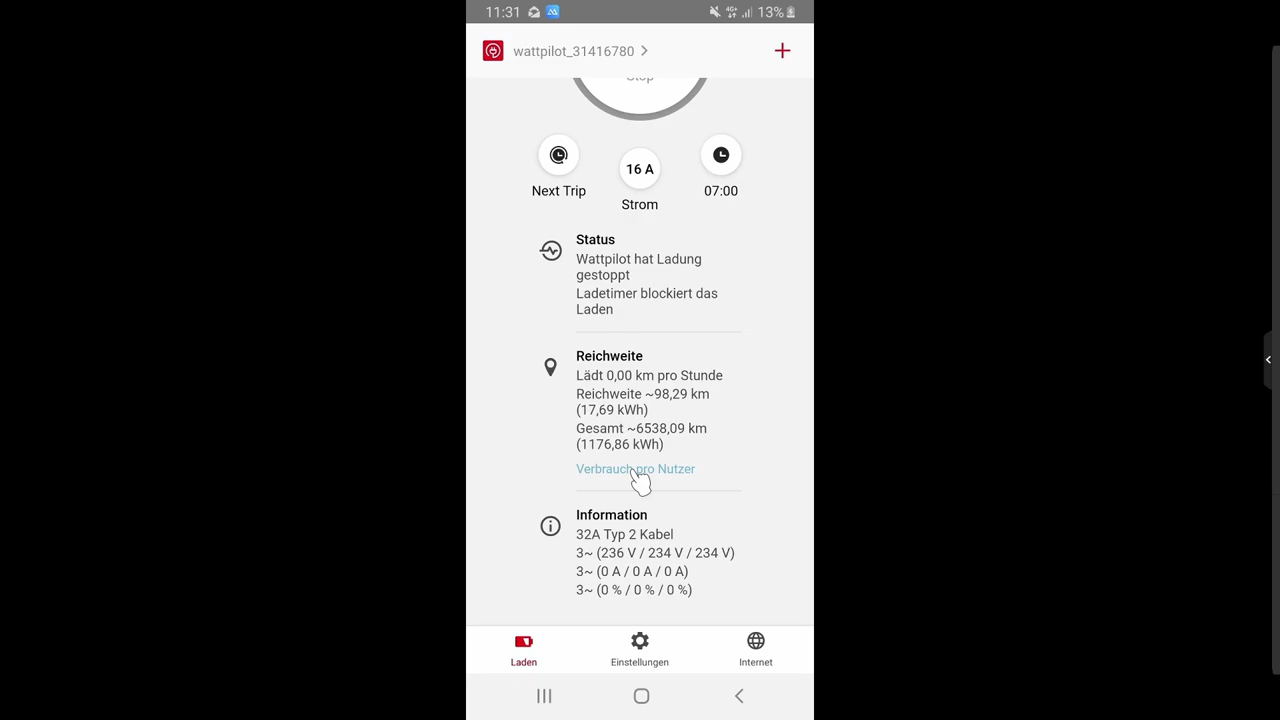 11:31 4G+ 13%
wattpilot_31416780 +
Stop
16 A
Next Trip Strom 07:00
Status
Wattpilot hat Ladung
gestoppt
Ladetimer blockiert das
Laden
Reichweite
Lädt 0,00 km pro Stunde
Reichweite ~98,29 km
(17,69 kWh)
Gesamt ~6538,09 km
(1176,86 kWh)
Verbrauch pro Nutzer
Information
32A Typ 2 Kabel
3~ (236 V / 234 V / 234 V)
3~ (0 A / 0 A / 0 A)
3~ (0 % / 0 % / 0 %)
Laden Einstellungen Internet